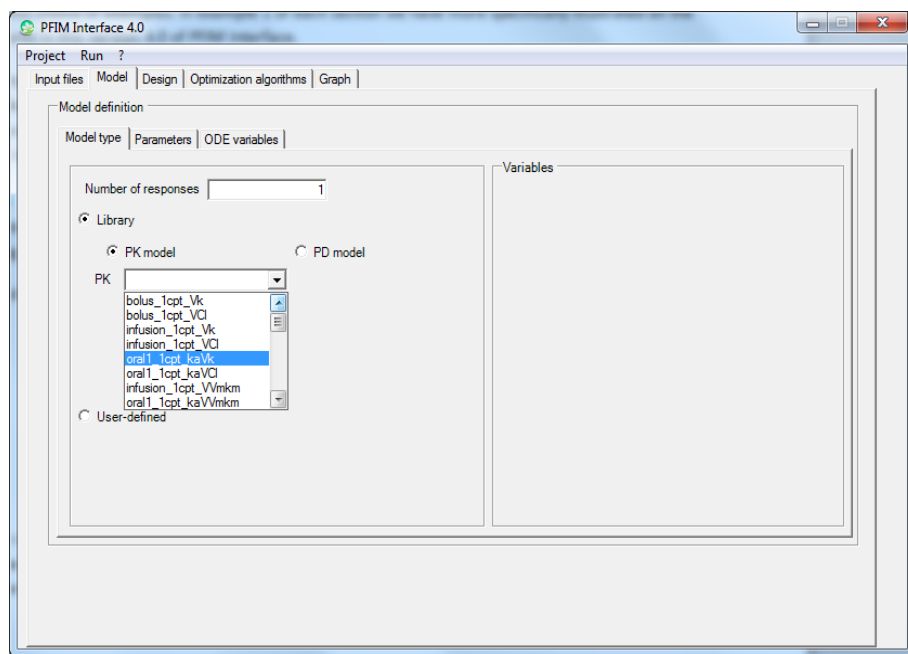 PFIM Interface 4.0
Project Run ?
Input files Model Design Optimization algorithms Graph
Model definition
Model type Parameters ODE variables
Variables
Number of responses 1
Library
PK model PD model
PK
bolus_1cpt_Vk
bolus_1cpt_VCl
infusion_1cpt_Vk
infusion_1cpt_VCl
oral1_1cpt_kaVk
oral1_1cpt_kaVCl
infusion_1cpt_VVmkm
oral1_1cpt_kaVVmkm
User-defined